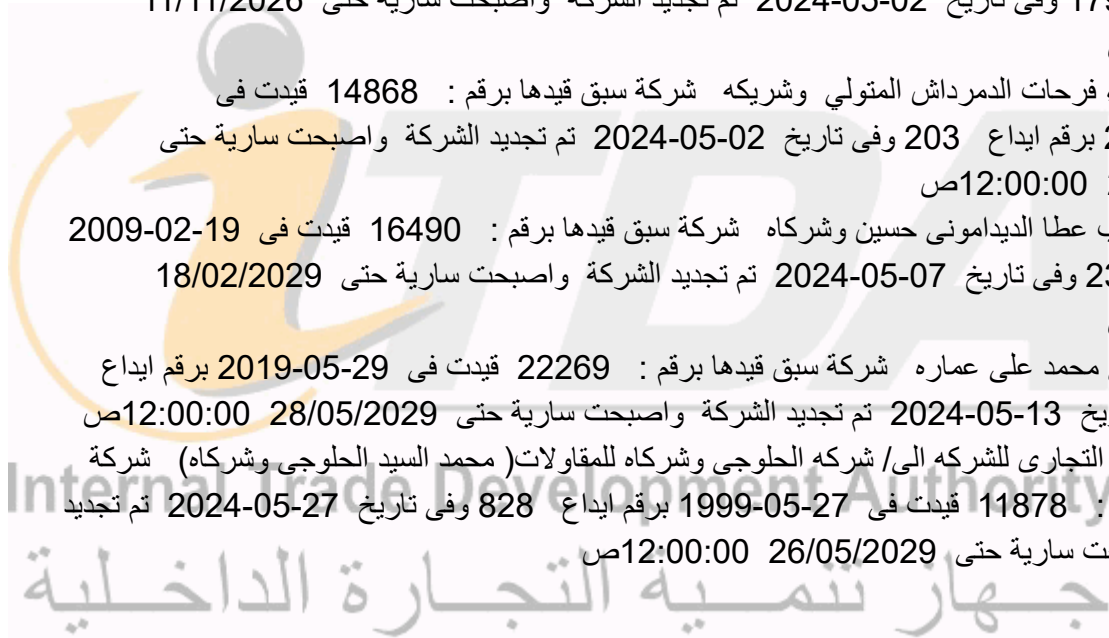 وفى تاريخ 02-05-2024 تم تجديد الشركة واصبحت سارية حتى 11/11/2026
فرحات الدمرداش المتولي وشريكه شركة سبق قيدها برقم : 14868 قيدت فى
برقم ايداع 203 وفى تاريخ 02-05-2024 تم تجديد الشركة واصبحت سارية حتى
12:00:00ص
عطا الديدامونى حسين وشركاه شركة سبق قيدها برقم : 16490 قيدت فى 19-02-2009
وفى تاريخ 07-05-2024 تم تجديد الشركة واصبحت سارية حتى 18/02/2029
محمد على عماره شركة سبق قيدها برقم : 22269 قيدت فى 29-05-2019 برقم ايداع
13-05-2024 تم تجديد الشركة واصبحت سارية حتى 28/05/2029 12:00:00ص
التجارى للشركه الى/ شركه الحلوجى وشركاه للمقاولات( محمد السيد الحلوجى وشركاه) شركة
: 11878 قيدت فى 27-05-1999 برقم ايداع 828 وفى تاريخ 27-05-2024 تم تجديد
سارية حتى 26/05/2029 12:00:00ص
iTDA
Internal Trade Development Authority
جهاز تنمية التجارة الداخلية